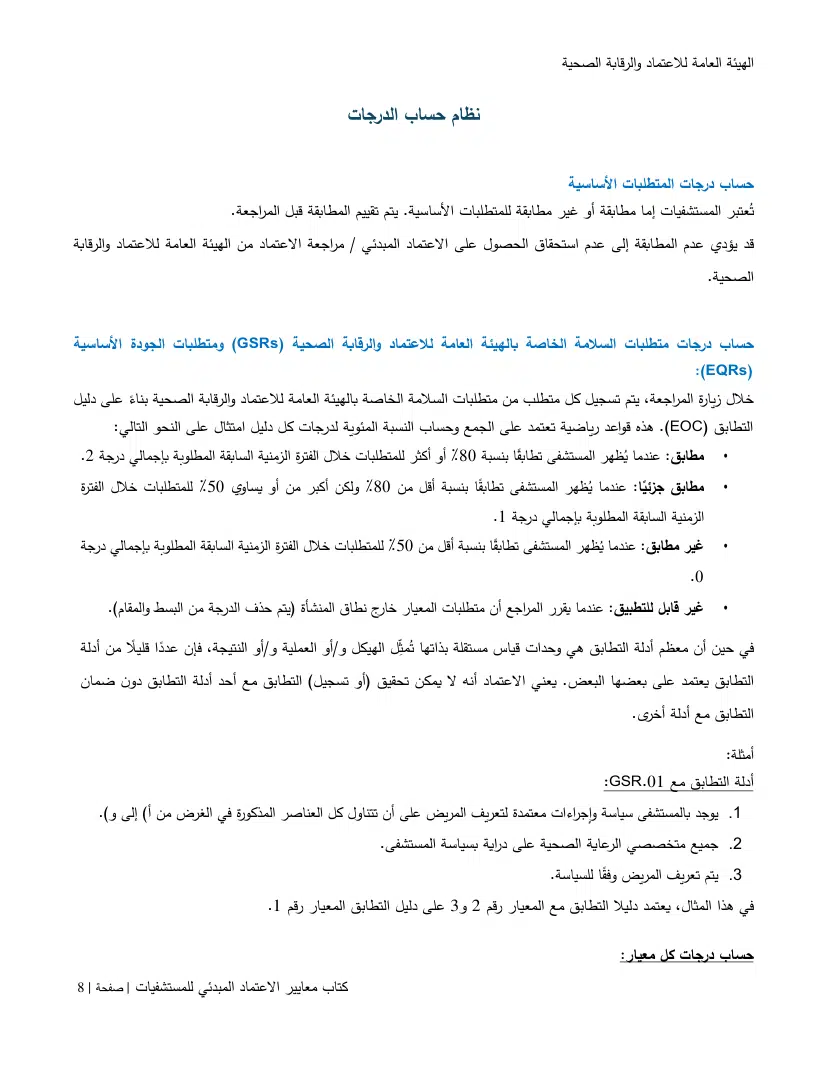 الهيئة العامة للاعتماد والرقابة الصحية
نظام حساب الدرجات
حساب درجات المتطلبات الأساسية
تُعتبر المستشفيات إما مطابقة أو غير مطابقة للمتطلبات الأساسية. يتم تقييم المطابقة قبل المراجعة.
قد يؤدي عدم المطابقة إلى عدم استحقاق الحصول على الاعتماد المبدئي / مراجعة الاعتماد من الهيئة العامة للاعتماد والرقابة
الصحية.
حساب درجات متطلبات السلامة الخاصة بالهيئة العامة للاعتماد والرقابة الصحية (GSRs) ومتطلبات الجودة الأساسية
(EQRs):
خلال زيارة المراجعة، يتم تسجيل كل متطلب من متطلبات السلامة الخاصة بالهيئة العامة للاعتماد والرقابة الصحية بناءً على دليل
التطابق (EOC). هذه قواعد رياضية تعتمد على الجمع وحساب النسبة المئوية لدرجات كل دليل امتثال على النحو التالي:
• مطابق: عندما يُظهر المستشفى تطابقًا بنسبة 80٪ أو أكثر للمتطلبات خلال الفترة الزمنية السابقة المطلوبة بإجمالي درجة 2.
• مطابق جزئيًا: عندما يُظهر المستشفى تطابقًا بنسبة أقل من 80٪ ولكن أكبر من أو يساوي 50٪ للمتطلبات خلال الفترة
الزمنية السابقة المطلوبة بإجمالي درجة 1.
• غير مطابق: عندما يُظهر المستشفى تطابقًا بنسبة أقل من 50٪ للمتطلبات خلال الفترة الزمنية السابقة المطلوبة بإجمالي درجة
0.
• غير قابل للتطبيق: عندما يقرر المراجع أن متطلبات المعيار خارج نطاق المنشأة (يتم حذف الدرجة من البسط والمقام).
في حين أن معظم أدلة التطابق هي وحدات قياس مستقلة بذاتها تُمثِّل الهيكل و/أو العملية و/أو النتيجة، فإن عددًا قليلًا من أدلة
التطابق يعتمد على بعضها البعض. يعني الاعتماد أنه لا يمكن تحقيق (أو تسجيل) التطابق مع أحد أدلة التطابق دون ضمان
التطابق مع أدلة أخرى.
أمثلة:
أدلة التطابق مع GSR.01:
1. يوجد بالمستشفى سياسة وإجراءات معتمدة لتعريف المريض على أن تتناول كل العناصر المذكورة في الغرض من أ) إلى و).
2. جميع متخصصي الرعاية الصحية على دراية بسياسة المستشفى.
3. يتم تعريف المريض وفقًا للسياسة.
في هذا المثال، يعتمد دليلا التطابق مع المعيار رقم 2 و3 على دليل التطابق المعيار رقم 1.
حساب درجات كل معيار:
كتاب معايير الاعتماد المبدئي للمستشفيات | صفحة | 8